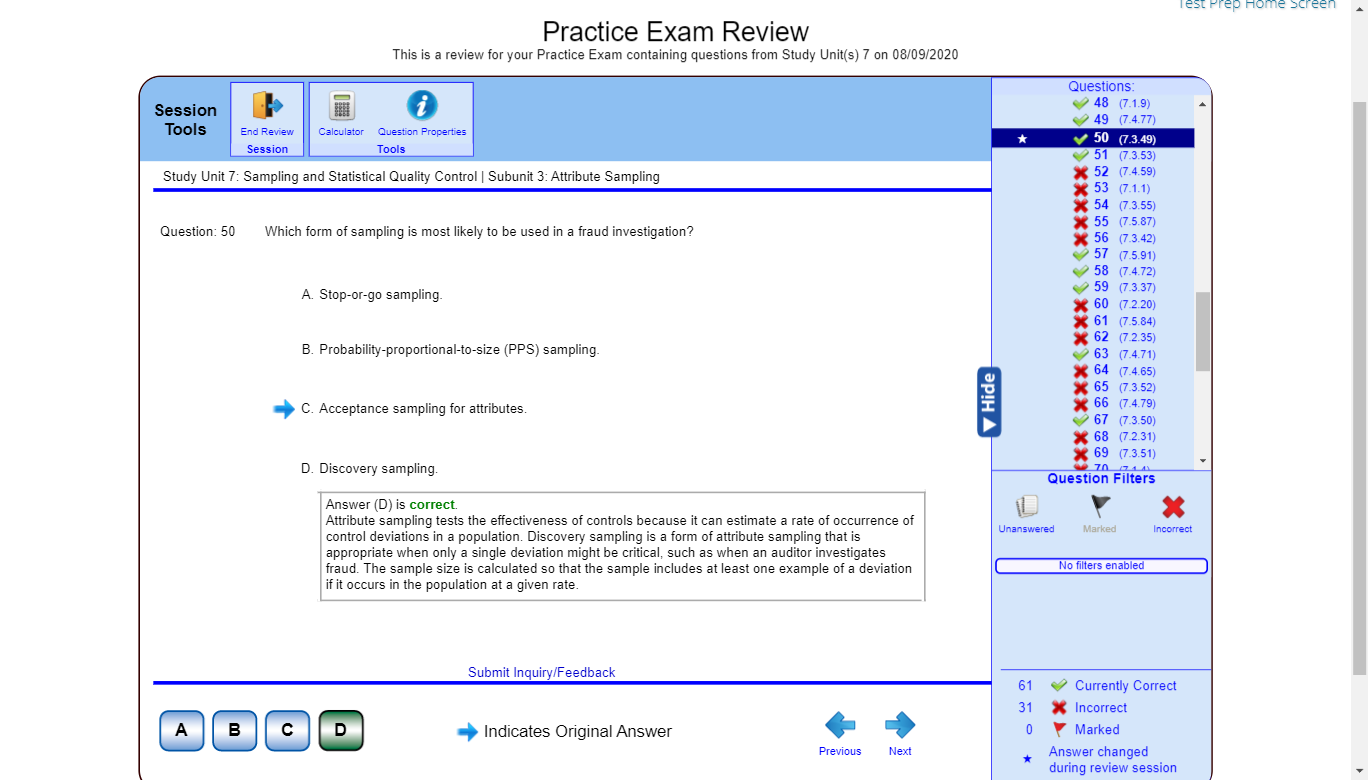 Test Prep Home Screen
Practice Exam Review
This is a review for your Practice Exam containing questions from Study Unit(s) 7 on 08/09/2020
Session Tools
End Review
Session
Calculator
Question Properties
Tools
Study Unit 7: Sampling and Statistical Quality Control | Subunit 3: Attribute Sampling
Question: 50
Which form of sampling is most likely to be used in a fraud investigation?
A. Stop-or-go sampling.
B. Probability-proportional-to-size (PPS) sampling.
C. Acceptance sampling for attributes.
D. Discovery sampling.
Answer (D) is correct.
Attribute sampling tests the effectiveness of controls because it can estimate a rate of occurrence of
control deviations in a population. Discovery sampling is a form of attribute sampling that is
appropriate when only a single deviation might be critical, such as when an auditor investigates
fraud. The sample size is calculated so that the sample includes at least one example of a deviation
if it occurs in the population at a given rate.
Submit Inquiry/Feedback
A
B
C
D
Indicates Original Answer
Previous
Next
Hide
Questions:
48 (7.1.9)
49 (7.4.77)
50 (7.3.49)
51 (7.3.53)
52 (7.4.59)
53 (7.1.1)
54 (7.3.55)
55 (7.5.87)
56 (7.3.42)
57 (7.5.91)
58 (7.4.72)
59 (7.3.37)
60 (7.2.20)
61 (7.5.84)
62 (7.2.35)
63 (7.4.71)
64 (7.4.65)
65 (7.3.52)
66 (7.4.79)
67 (7.3.50)
68 (7.2.31)
69 (7.3.51)
70 (7.1.4)
Question Filters
Unanswered
Marked
Incorrect
No filters enabled
61 Currently Correct
31 Incorrect
0 Marked
Answer changed
during review session